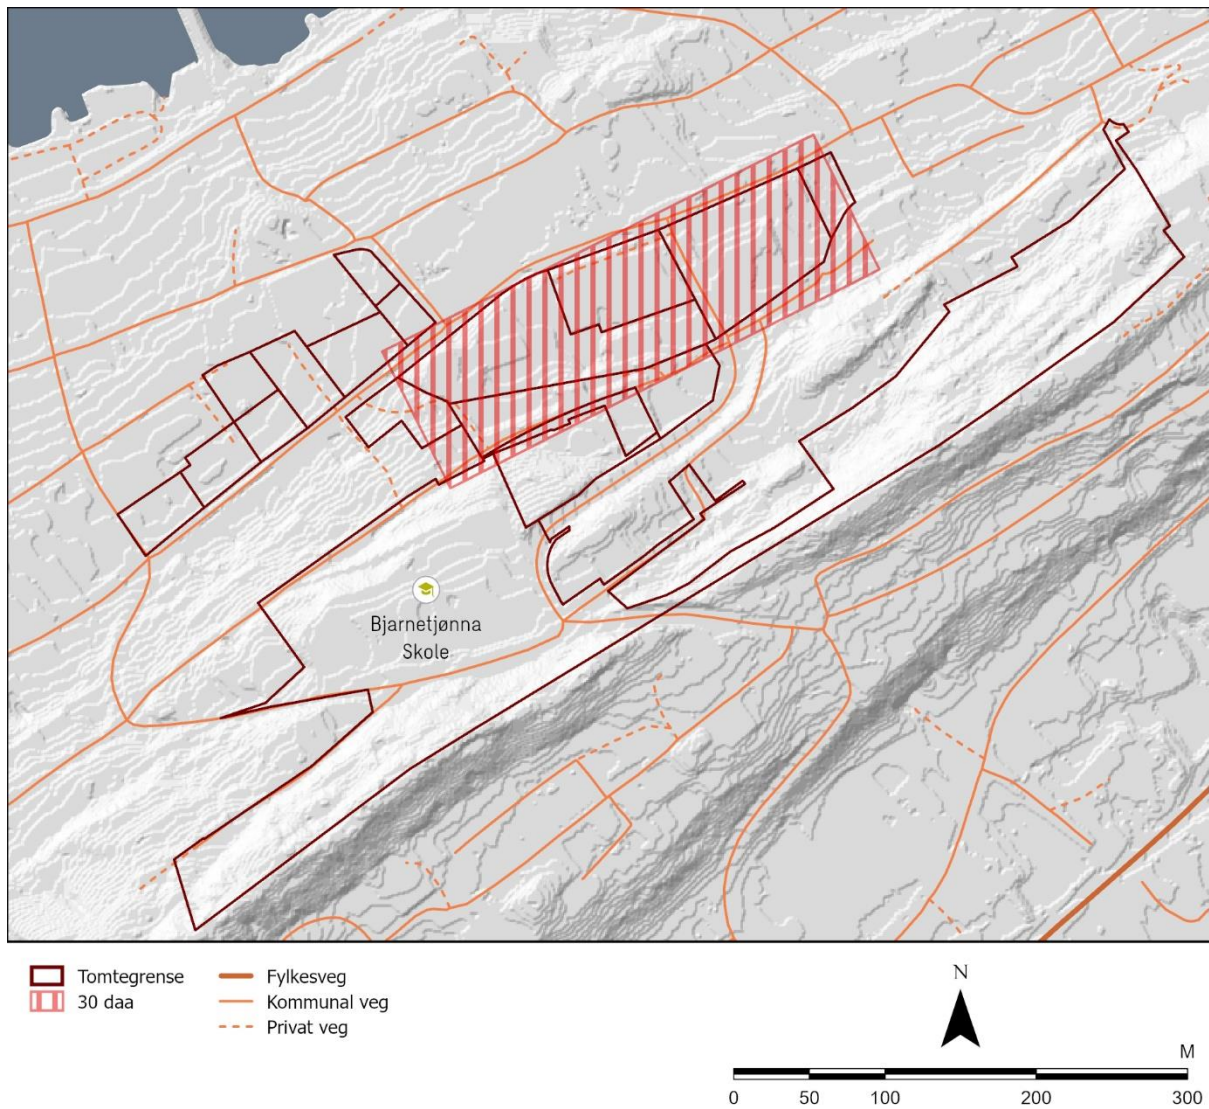 Bjarnetjønna
Skole
Tomtegrense
30 daa
Fylkesveg
Kommunal veg
Privat veg
N
M
0 50 100 200 300